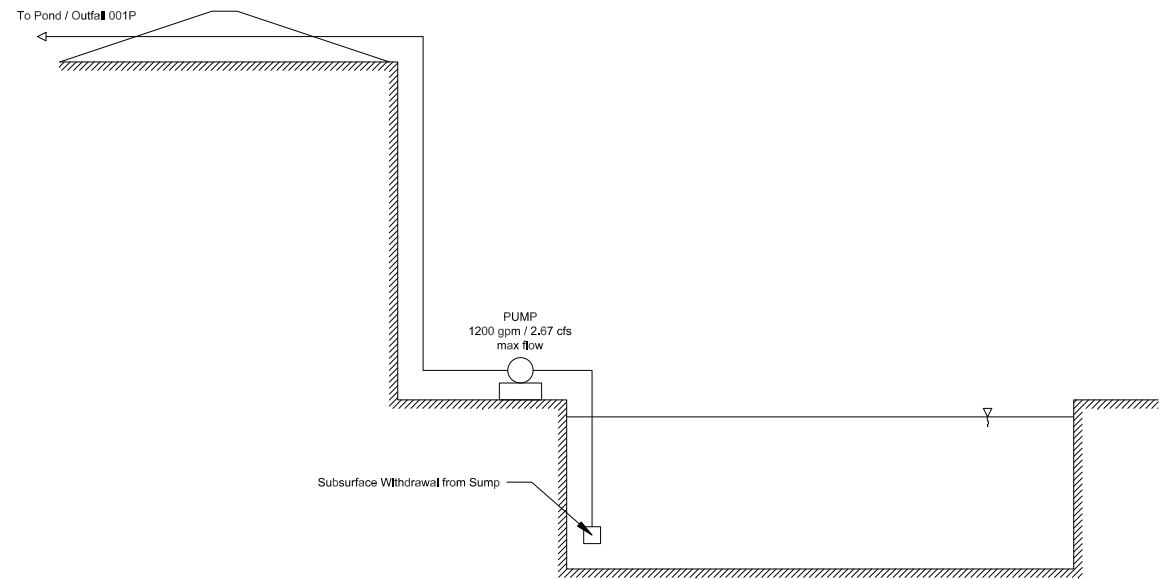 To Pond / Outfall 001P
PUMP
1200 gpm / 2.67 cfs
max flow
Subsurface Withdrawal from Sump